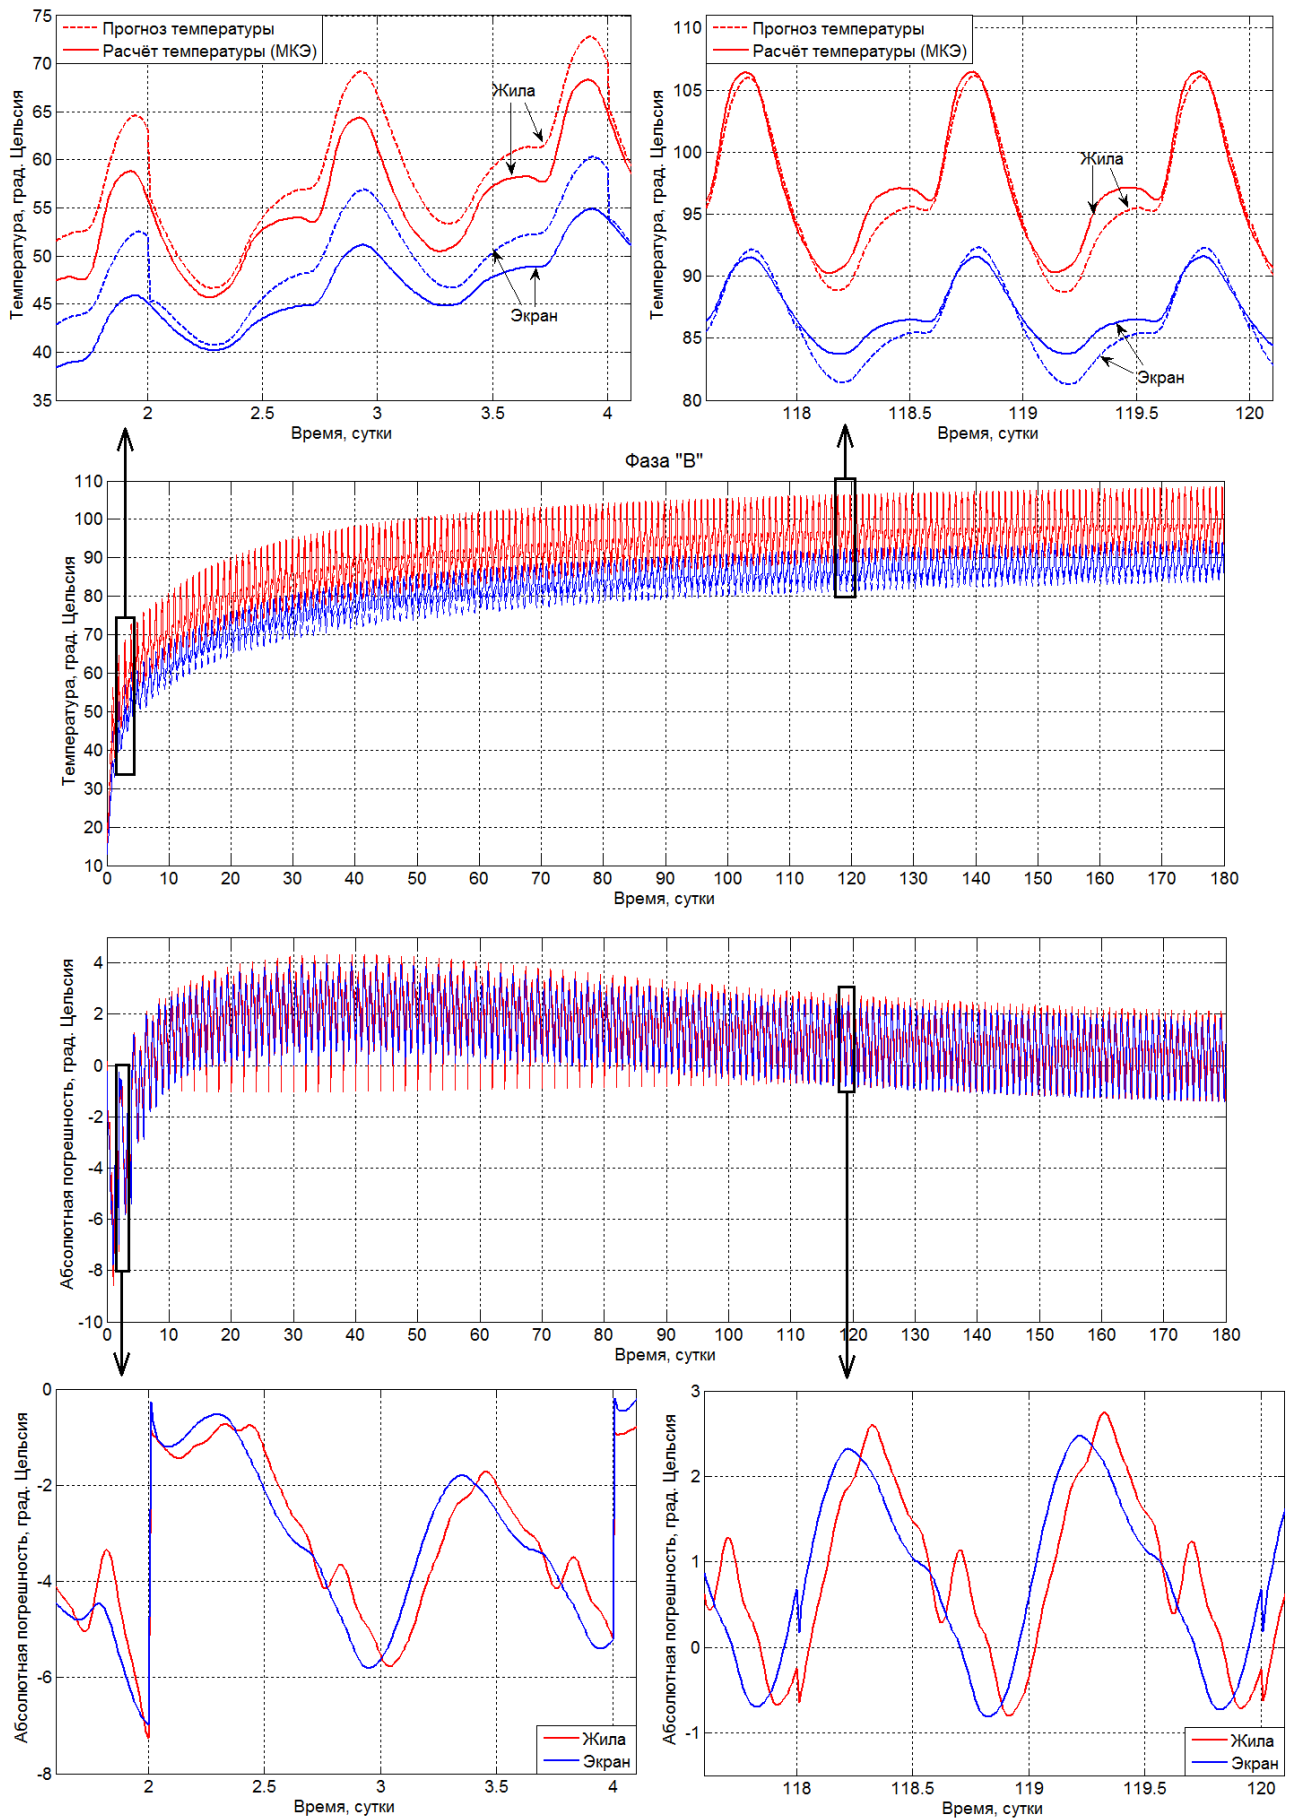 75
70
65
60
55
50
45
40
35
Температура, град. Цельсия
Прогноз температуры
Расчёт температуры (МКЭ)
Жила
Экран
2
2.5
3
3.5
4
Время, сутки
110
105
100
95
90
85
80
Температура, град. Цельсия
Прогноз температуры
Расчёт температуры (МКЭ)
Жила
Экран
118
118.5
119
119.5
120
Время, сутки
Фаза "В"
110
100
90
80
70
60
50
40
30
20
10
Температура, град. Цельсия
0 10 20 30 40 50 60 70 80 90 100 110 120 130 140 150 160 170 180
Время, сутки
4
2
0
-2
-4
-6
-8
-10
Абсолютная погрешность, град. Цельсия
0 10 20 30 40 50 60 70 80 90 100 110 120 130 140 150 160 170 180
Время, сутки
0
-2
-4
-6
-8
Абсолютная погрешность, град. Цельсия
Жила
Экран
2
2.5
3
3.5
4
Время, сутки
3
2
1
0
-1
Абсолютная погрешность, град. Цельсия
Жила
Экран
118
118.5
119
119.5
120
Время, сутки